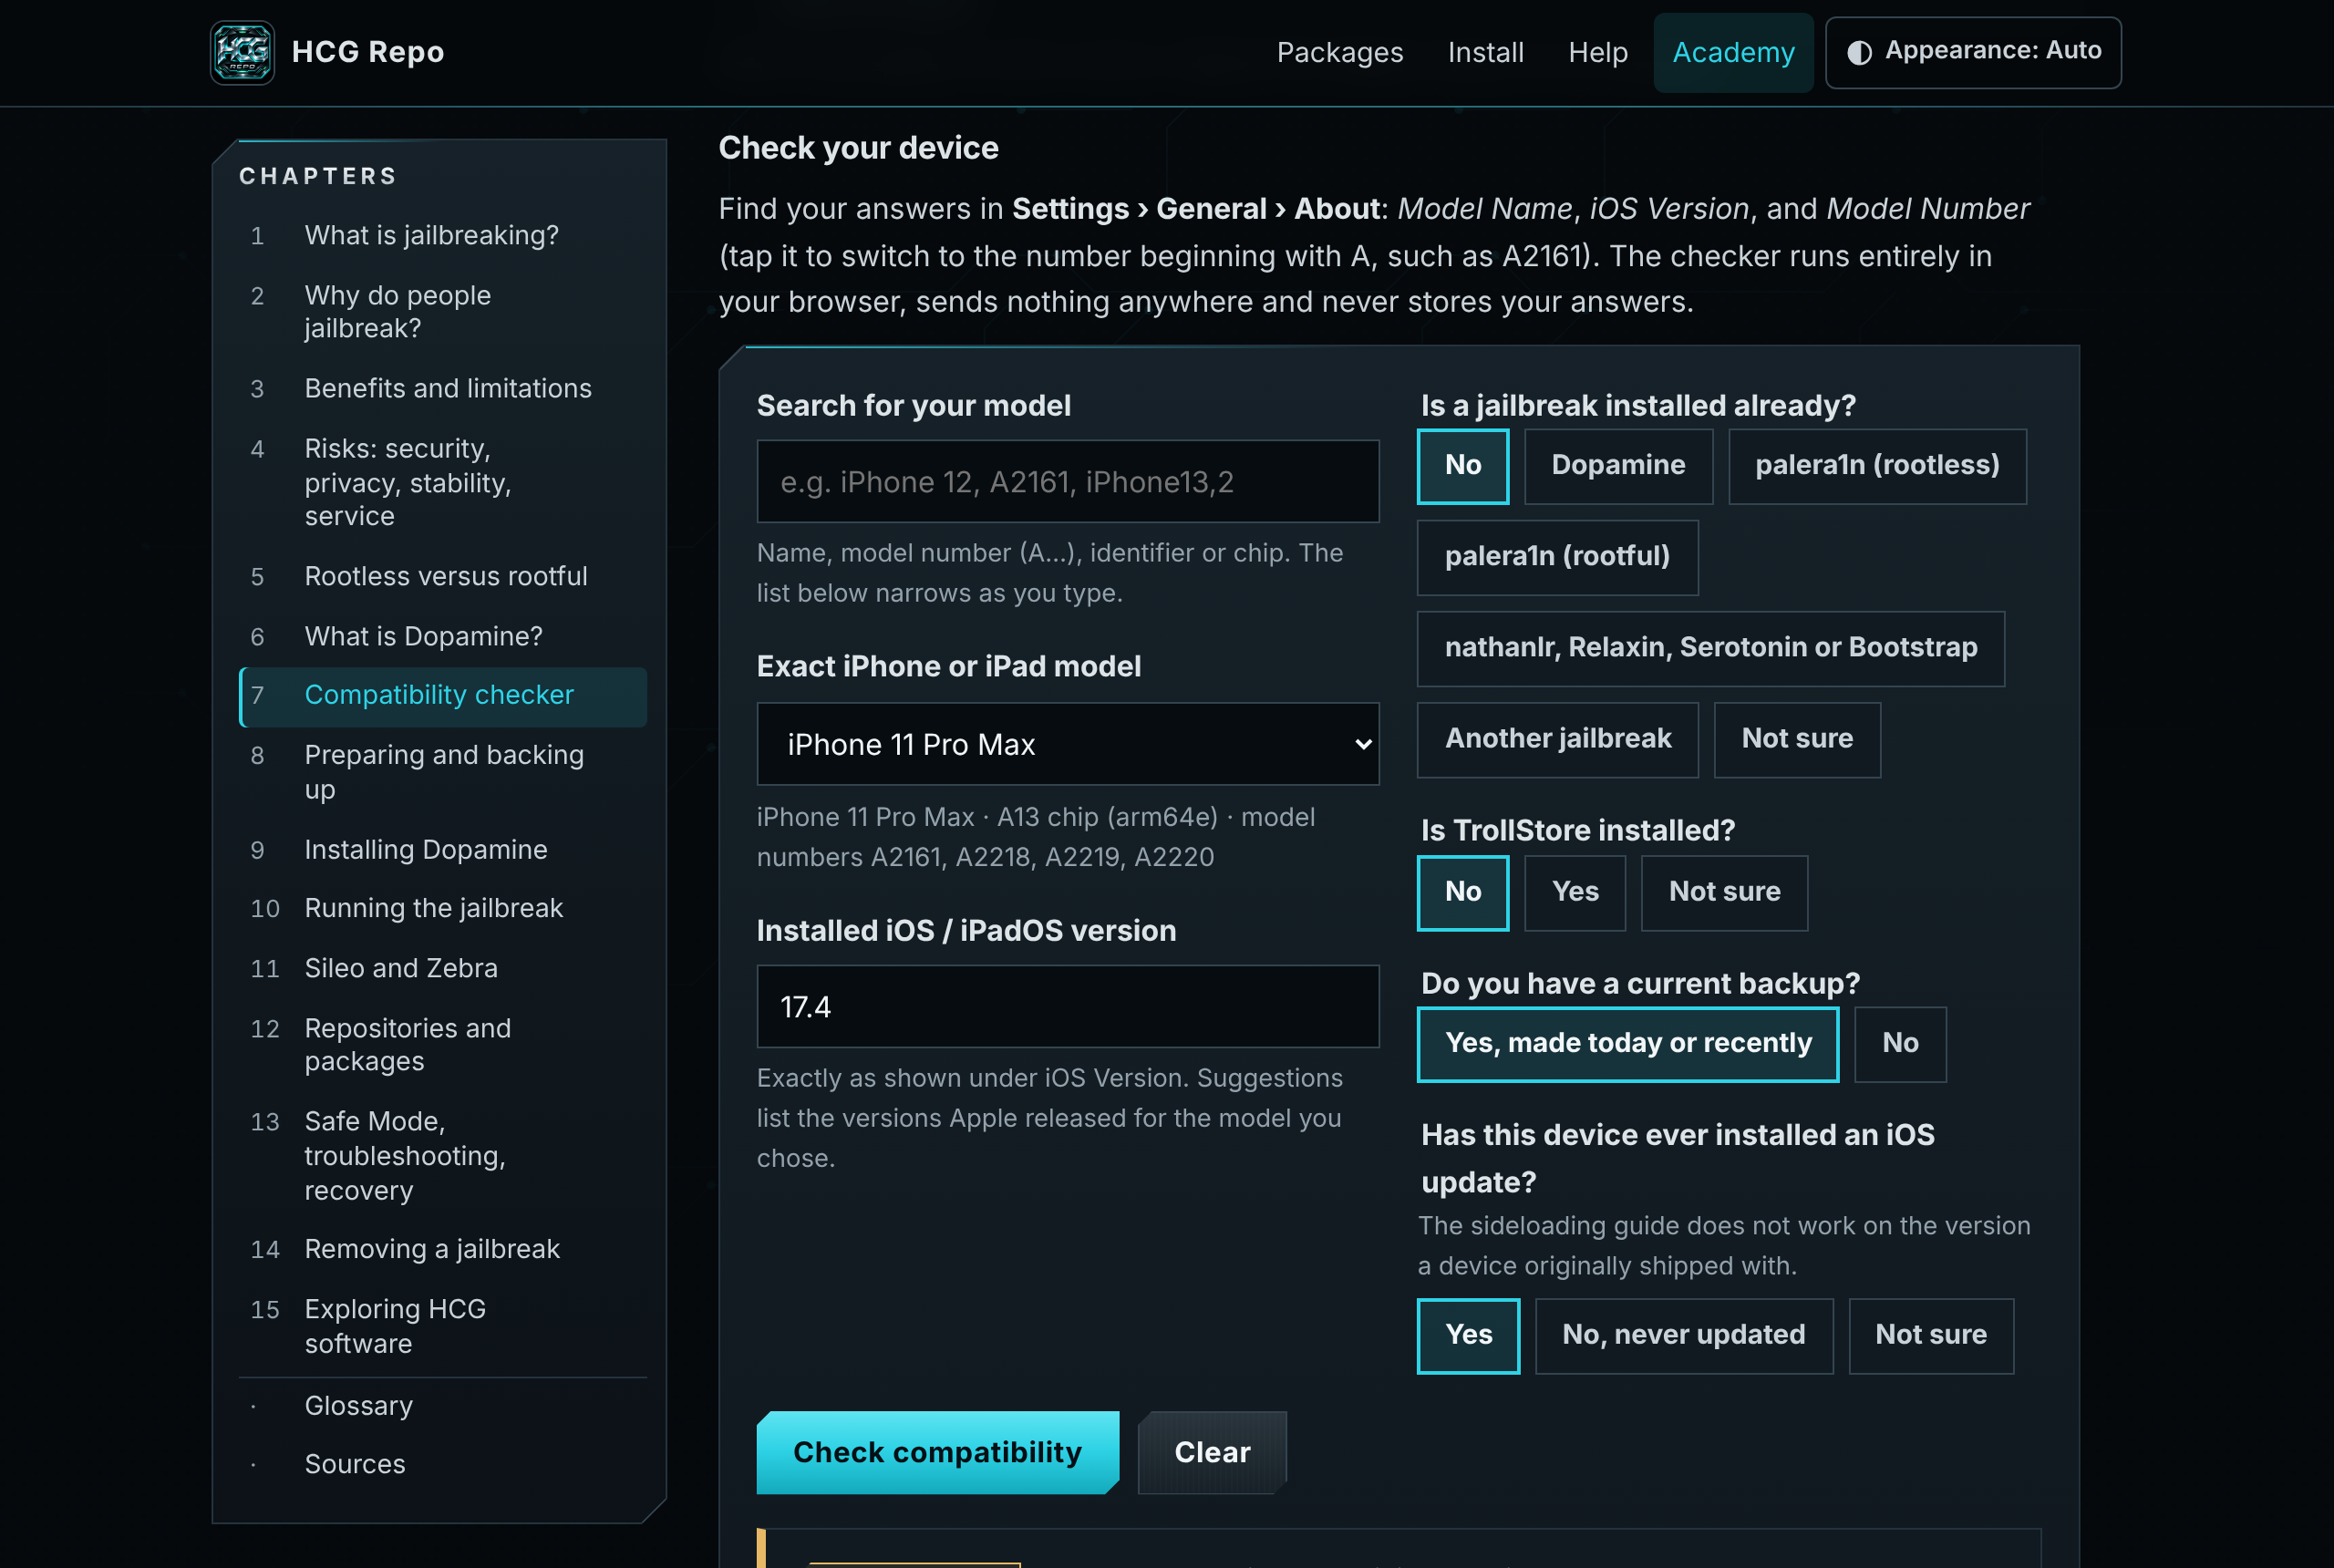 HCG
REPO
HCG Repo
Packages
Install
Help
Academy
Appearance: Auto
CHAPTERS
1 What is jailbreaking?
2 Why do people
jailbreak?
3 Benefits and limitations
4 Risks: security,
privacy, stability,
service
5 Rootless versus rootful
6 What is Dopamine?
7 Compatibility checker
8 Preparing and backing
up
9 Installing Dopamine
10 Running the jailbreak
11 Sileo and Zebra
12 Repositories and
packages
13 Safe Mode,
troubleshooting,
recovery
14 Removing a jailbreak
15 Exploring HCG
software
· Glossary
· Sources
Check your device
Find your answers in Settings › General › About: Model Name, iOS Version, and Model Number
(tap it to switch to the number beginning with A, such as A2161). The checker runs entirely in
your browser, sends nothing anywhere and never stores your answers.
Search for your model
e.g. iPhone 12, A2161, iPhone13,2
Name, model number (A…), identifier or chip. The
list below narrows as you type.
Exact iPhone or iPad model
iPhone 11 Pro Max
iPhone 11 Pro Max · A13 chip (arm64e) · model
numbers A2161, A2218, A2219, A2220
Installed iOS / iPadOS version
17.4
Exactly as shown under iOS Version. Suggestions
list the versions Apple released for the model you
chose.
Is a jailbreak installed already?
No
Dopamine
palera1n (rootless)
palera1n (rootful)
nathanlr, Relaxin, Serotonin or Bootstrap
Another jailbreak
Not sure
Is TrollStore installed?
No
Yes
Not sure
Do you have a current backup?
Yes, made today or recently
No
Has this device ever installed an iOS
update?
The sideloading guide does not work on the version
a device originally shipped with.
Yes
No, never updated
Not sure
Check compatibility
Clear